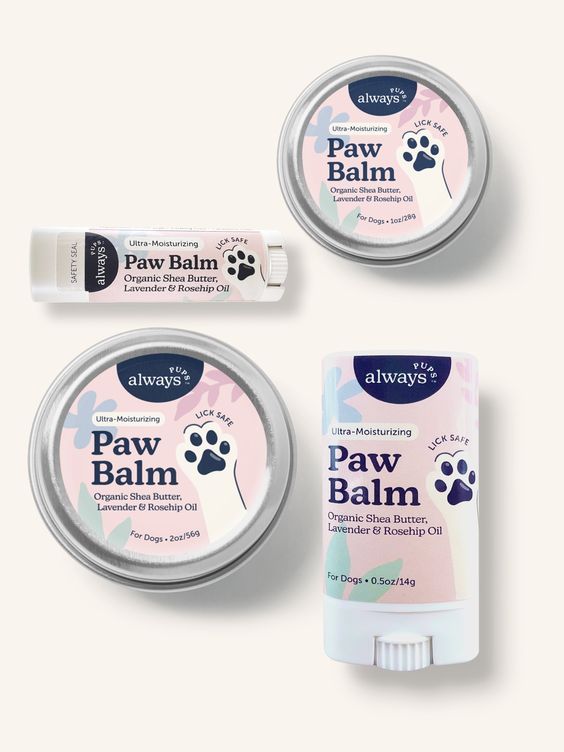 always
PUPS™
Ultra-Moisturizing
LICK SAFE
Paw
Balm
Organic Shea Butter,
Lavender & Rosehip Oil
For Dogs • 1oz/28g
SAFETY SEAL
always
PUPS
Ultra-Moisturizing
LICK SAFE
Paw Balm
Organic Shea Butter,
Lavender & Rosehip Oil
always
PUPS™
Ultra-Moisturizing
LICK SAFE
Paw
Balm
Organic Shea Butter,
Lavender & Rosehip Oil
For Dogs • 2oz/56g
always
PUPS™
Ultra-Moisturizing
LICK SAFE
Paw
Balm
Organic Shea Butter,
Lavender & Rosehip Oil
For Dogs • 0.5oz/14g